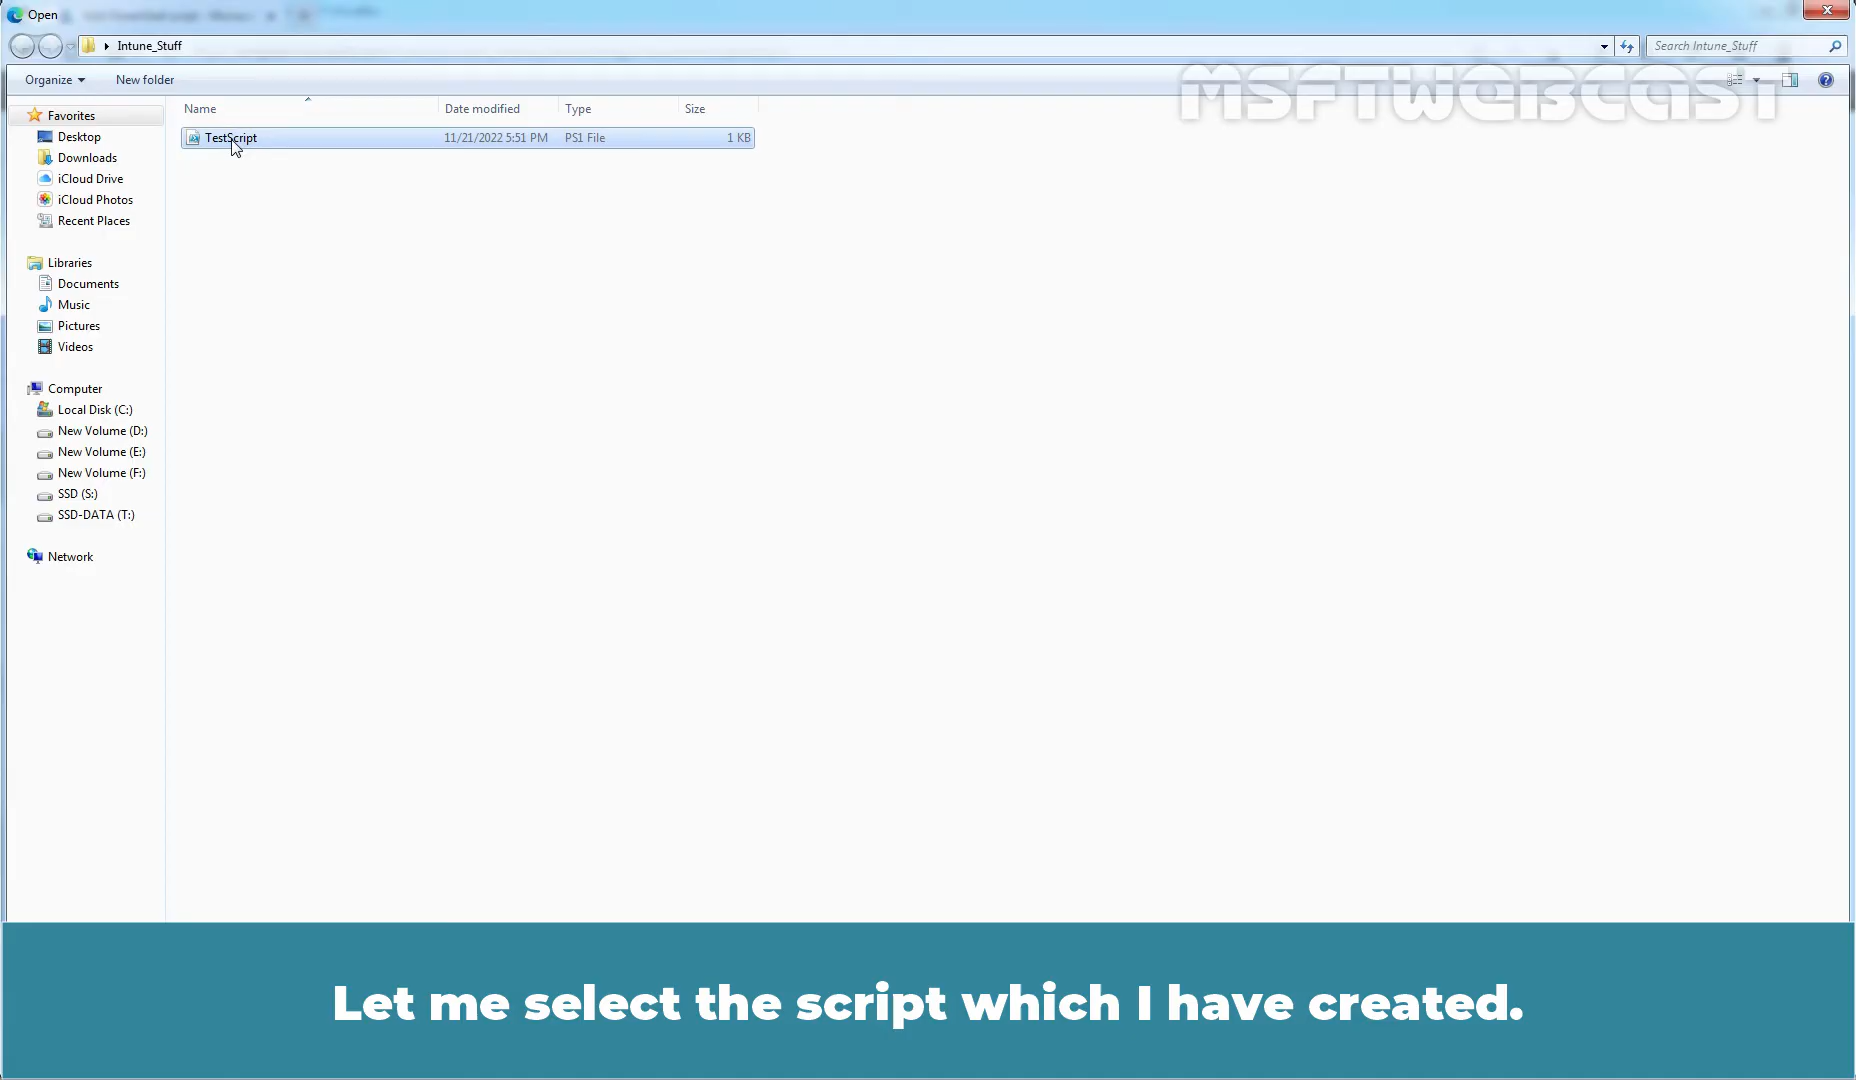 Open
Intune_Stuff
Search Intune_Stuff
Organize
New folder
MSFTWEBCAST
Name
Date modified
Type
Size
TestScript
11/21/2022 5:51 PM
PS1 File
1 KB
Favorites
Desktop
Downloads
iCloud Drive
iCloud Photos
Recent Places
Libraries
Documents
Music
Pictures
Videos
Computer
Local Disk (C:)
New Volume (D:)
New Volume (E:)
New Volume (F:)
SSD (S:)
SSD-DATA (T:)
Network
Let me select the script which I have created.